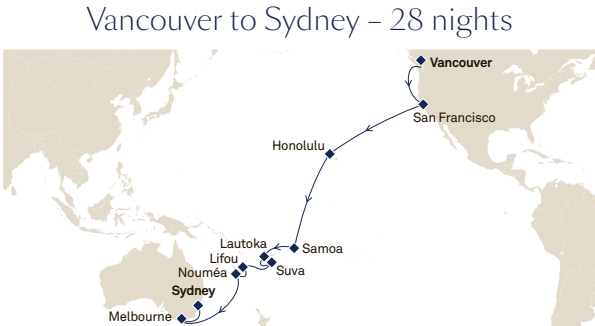 Vancouver to Sydney – 28 nights
Vancouver
San Francisco
Honolulu
Lautoka
Samoa
Lifou
Suva
Nouméa
Sydney
Melbourne